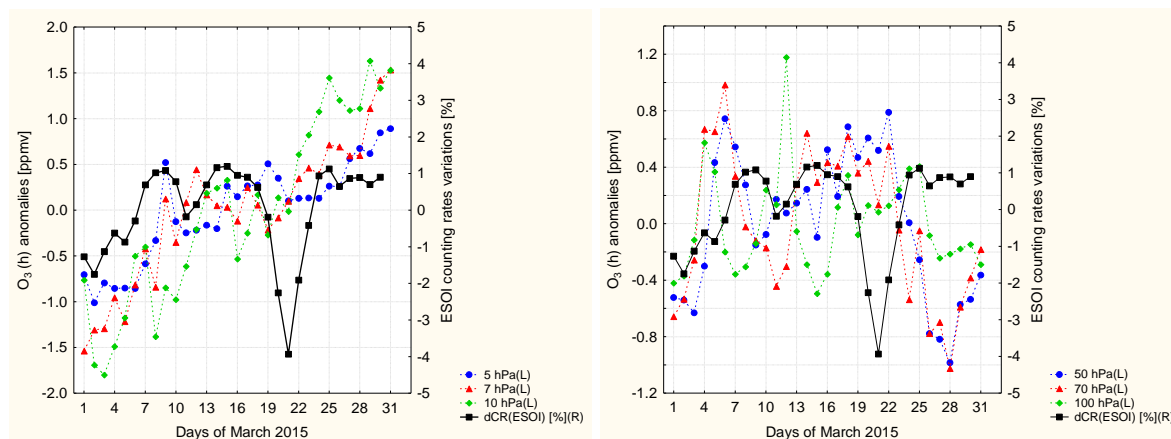 2.0
1.5
1.0
0.5
0.0
-0.5
-1.0
-1.5
-2.0
O3 (h) anomalies [ppmv]
5
4
3
2
1
0
-1
-2
-3
-4
-5
ESOI counting rates variations [%]
1 4 7 10 13 16 19 22 25 28 31
Days of March 2015
5 hPa(L)
7 hPa(L)
10 hPa(L)
dCR(ESOI) [%](R)
1.2
0.8
0.4
0.0
-0.4
-0.8
-1.2
O3 (h) anomalies [ppmv]
5
4
3
2
1
0
-1
-2
-3
-4
-5
ESOI counting rates variations [%]
1 4 7 10 13 16 19 22 25 28 31
Days of March 2015
50 hPa(L)
70 hPa(L)
100 hPa(L)
dCR(ESOI) [%](R)